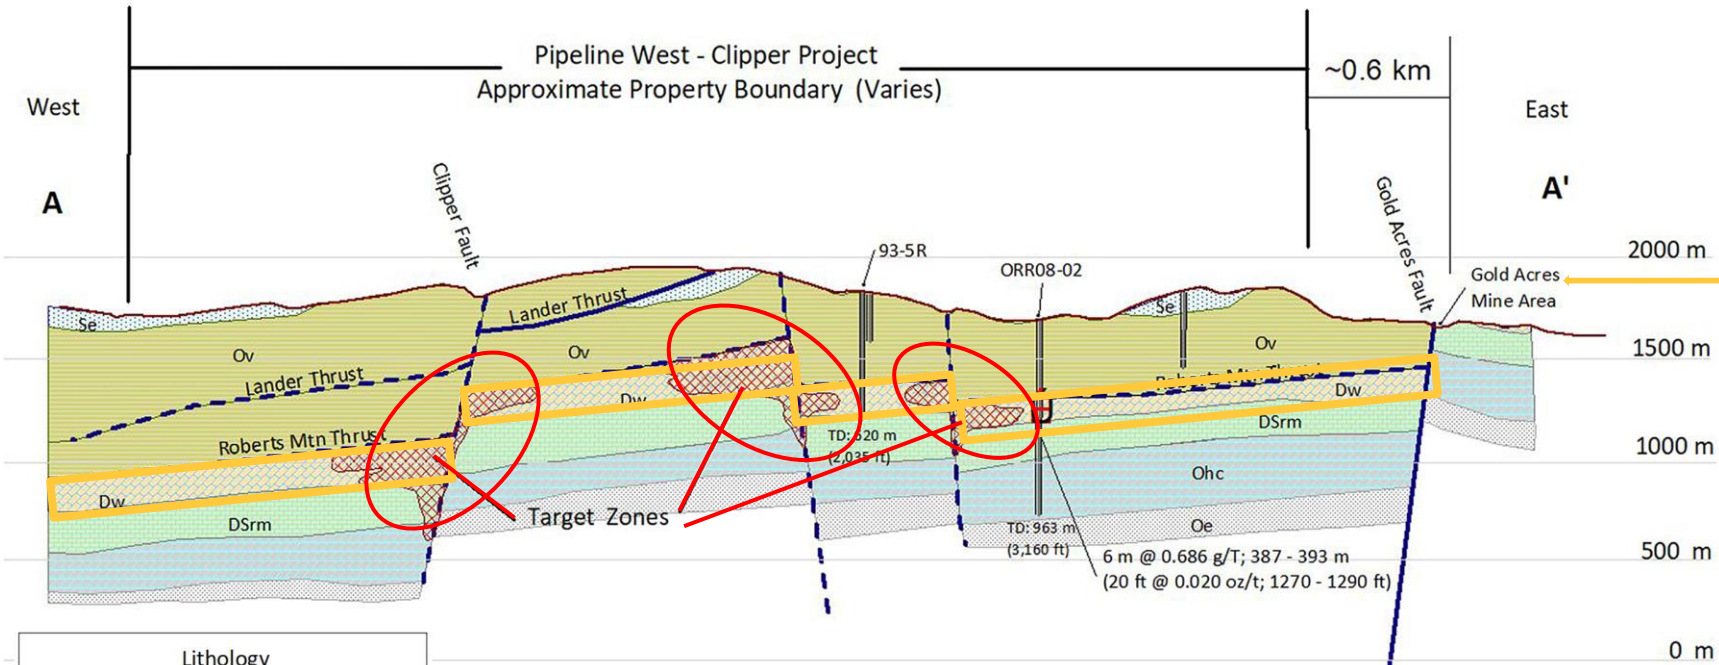 Pipeline West - Clipper Project
Approximate Property Boundary (Varies)
~0.6 km
West
East
A
A'
Clipper Fault
Gold Acres Fault
93-5R
ORR08-02
2000 m
Gold Acres
Mine Area
Lander Thrust
Se
Se
Ov
Ov
Ov
1500 m
Lander Thrust
Roberts Mtn Thrust
Dw
Dw
Roberts Mtn Thrust
DSrm
TD: 620 m
(2,035 ft)
1000 m
Ohc
Dw
DSrm
Target Zones
TD: 963 m
(3,160 ft)
Oe
6 m @ 0.686 g/T; 387 - 393 m
(20 ft @ 0.020 oz/t; 1270 - 1290 ft)
500 m
Lithology
0 m